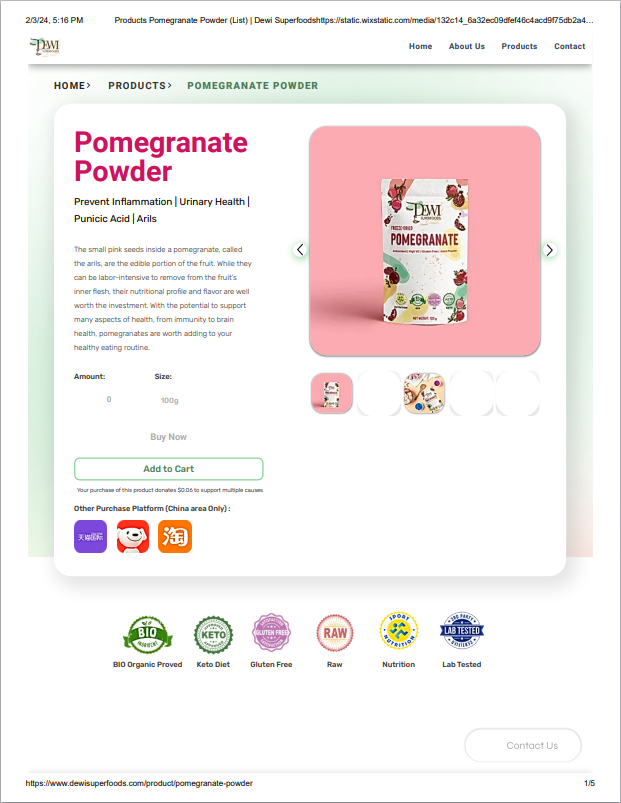 2/3/24, 5:16 PM
Products Pomegranate Powder (List) | Dewi Superfoodshttps://static.wixstatic.com/media/132c14_6a32ec09dfef46c4acd9f75db2a4…
DEWI
SUPERFOODS
Home About Us Products Contact
HOME> PRODUCTS> POMEGRANATE POWDER
Pomegranate
Powder
Prevent Inflammation | Urinary Health |
Punicic Acid | Arils
The small pink seeds inside a pomegranate, called
the arils, are the edible portion of the fruit. While they
can be labor-intensive to remove from the fruit's
inner flesh, their nutritional profile and flavor are well
worth the investment. With the potential to support
many aspects of health, from immunity to brain
health, pomegranates are worth adding to your
healthy eating routine.
DEWI
SUPERFOODS
FREEZE-DRIED
POMEGRANATE
Amount: Size:
0 100g
Buy Now
Add to Cart
Your purchase of this product donates $0.06 to support multiple causes
Other Purchase Platform (China area Only) :
天猫国际
淘
BIO
KETO
GLUTEN FREE
RAW
SPORT
NUTRITION
LAB TESTED
BIO Organic Proved Keto Diet Gluten Free Raw Nutrition Lab Tested
Contact Us
https://www.dewisuperfoods.com/product/pomegranate-powder
1/5